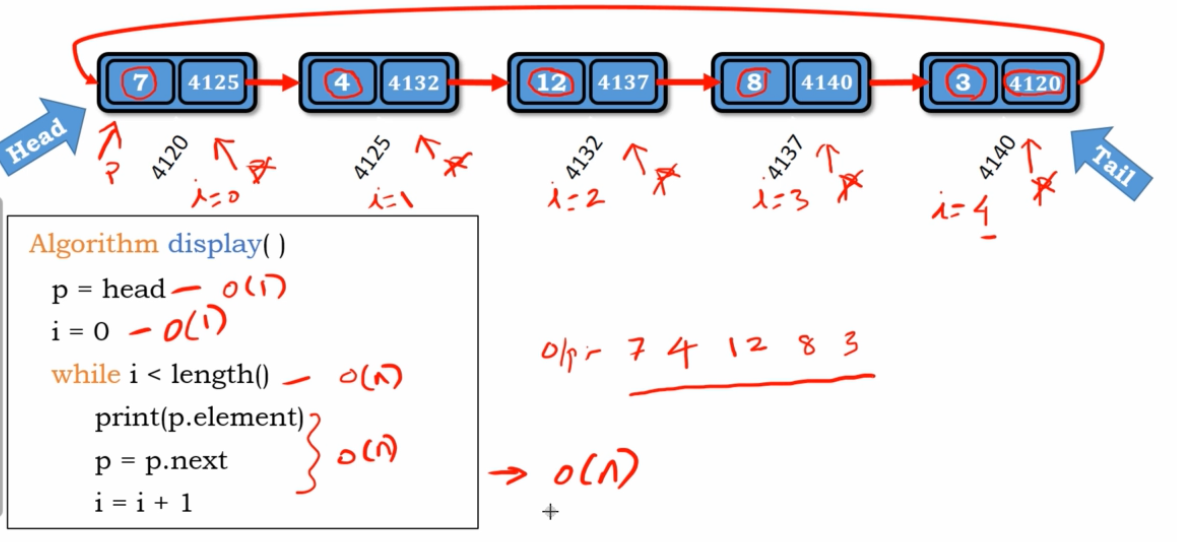 7 4125 4 4132 12 4137 8 4140 3 4120
Head
Tail
P
4120 4125 4132 4137 4140
P P P P P
i=0 i=1 i=2 i=3 i=4
Algorithm display( )
p = head — O(1)
i = 0 — O(1)
while i < length() — O(n)
print(p.element)
p = p.next O(n)
i = i + 1
O/P:- 7 4 12 8 3
→ O(n)